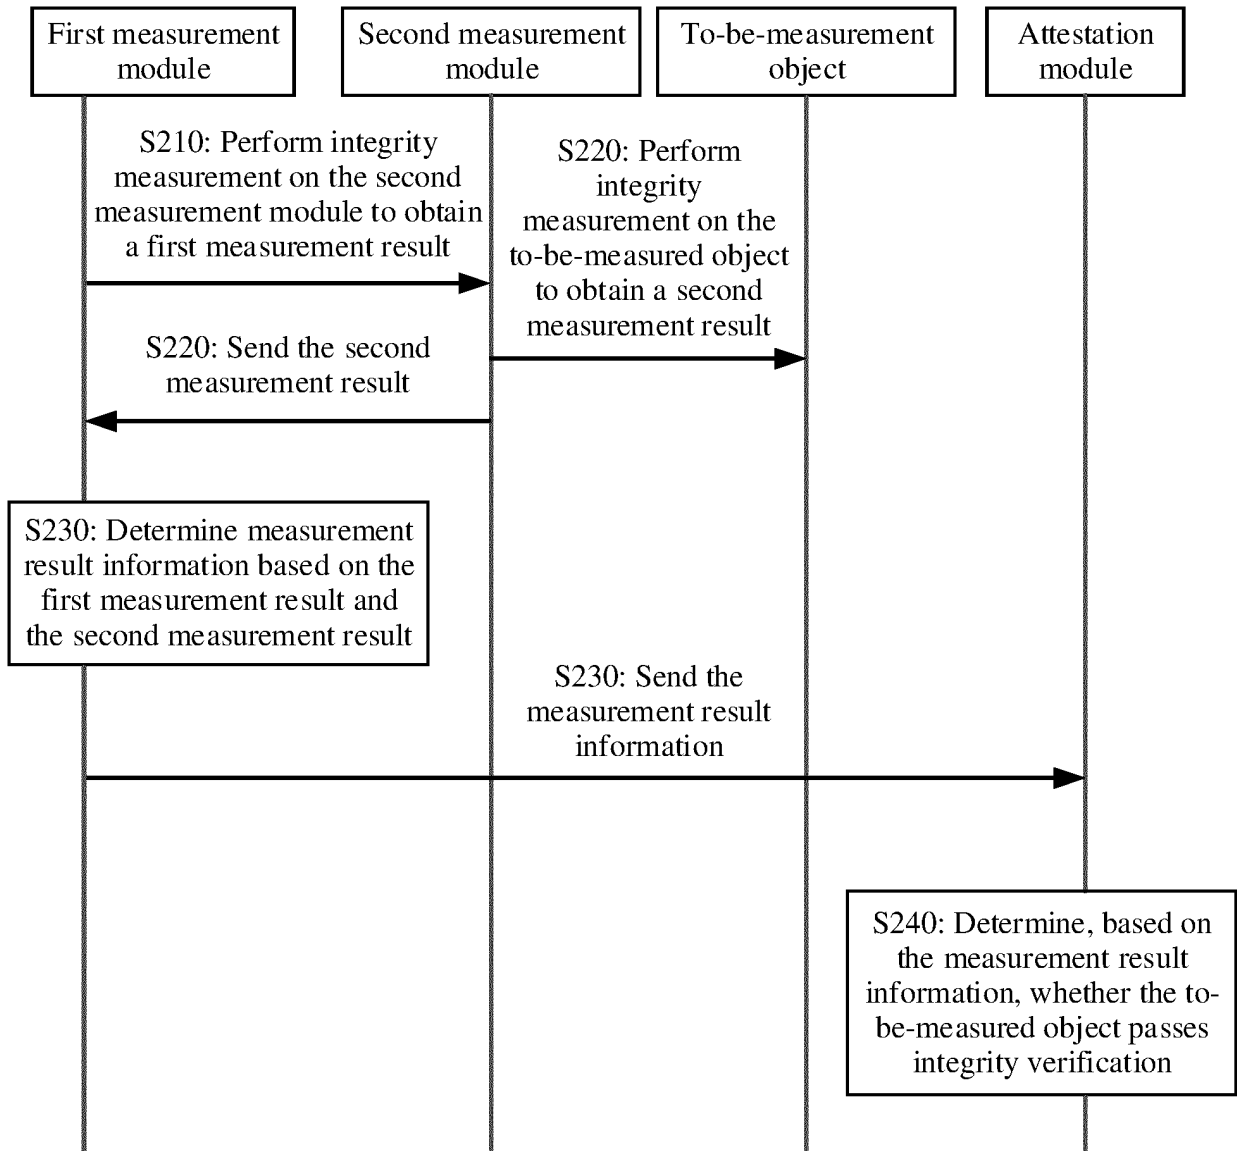 First measurement
module
Second measurement
module
To-be-measurement
object
Attestation
module
S210: Perform integrity
measurement on the second
measurement module to obtain
a first measurement result
S220: Perform
integrity
measurement on the
to-be-measured object
to obtain a second
measurement result
S220: Send the second
measurement result
S230: Determine measurement
result information based on the
first measurement result and
the second measurement result
S230: Send the
measurement result
information
S240: Determine, based on
the measurement result
information, whether the to-
be-measured object passes
integrity verification